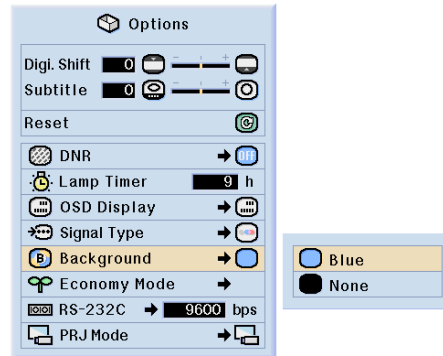 Options
Digi. Shift 0
Subtitle 0
Reset
DNR OFF
Lamp Timer 9 h
OSD Display
Signal Type
B Background
Economy Mode
RS-232C 9600 bps
PRJ Mode
Blue
None